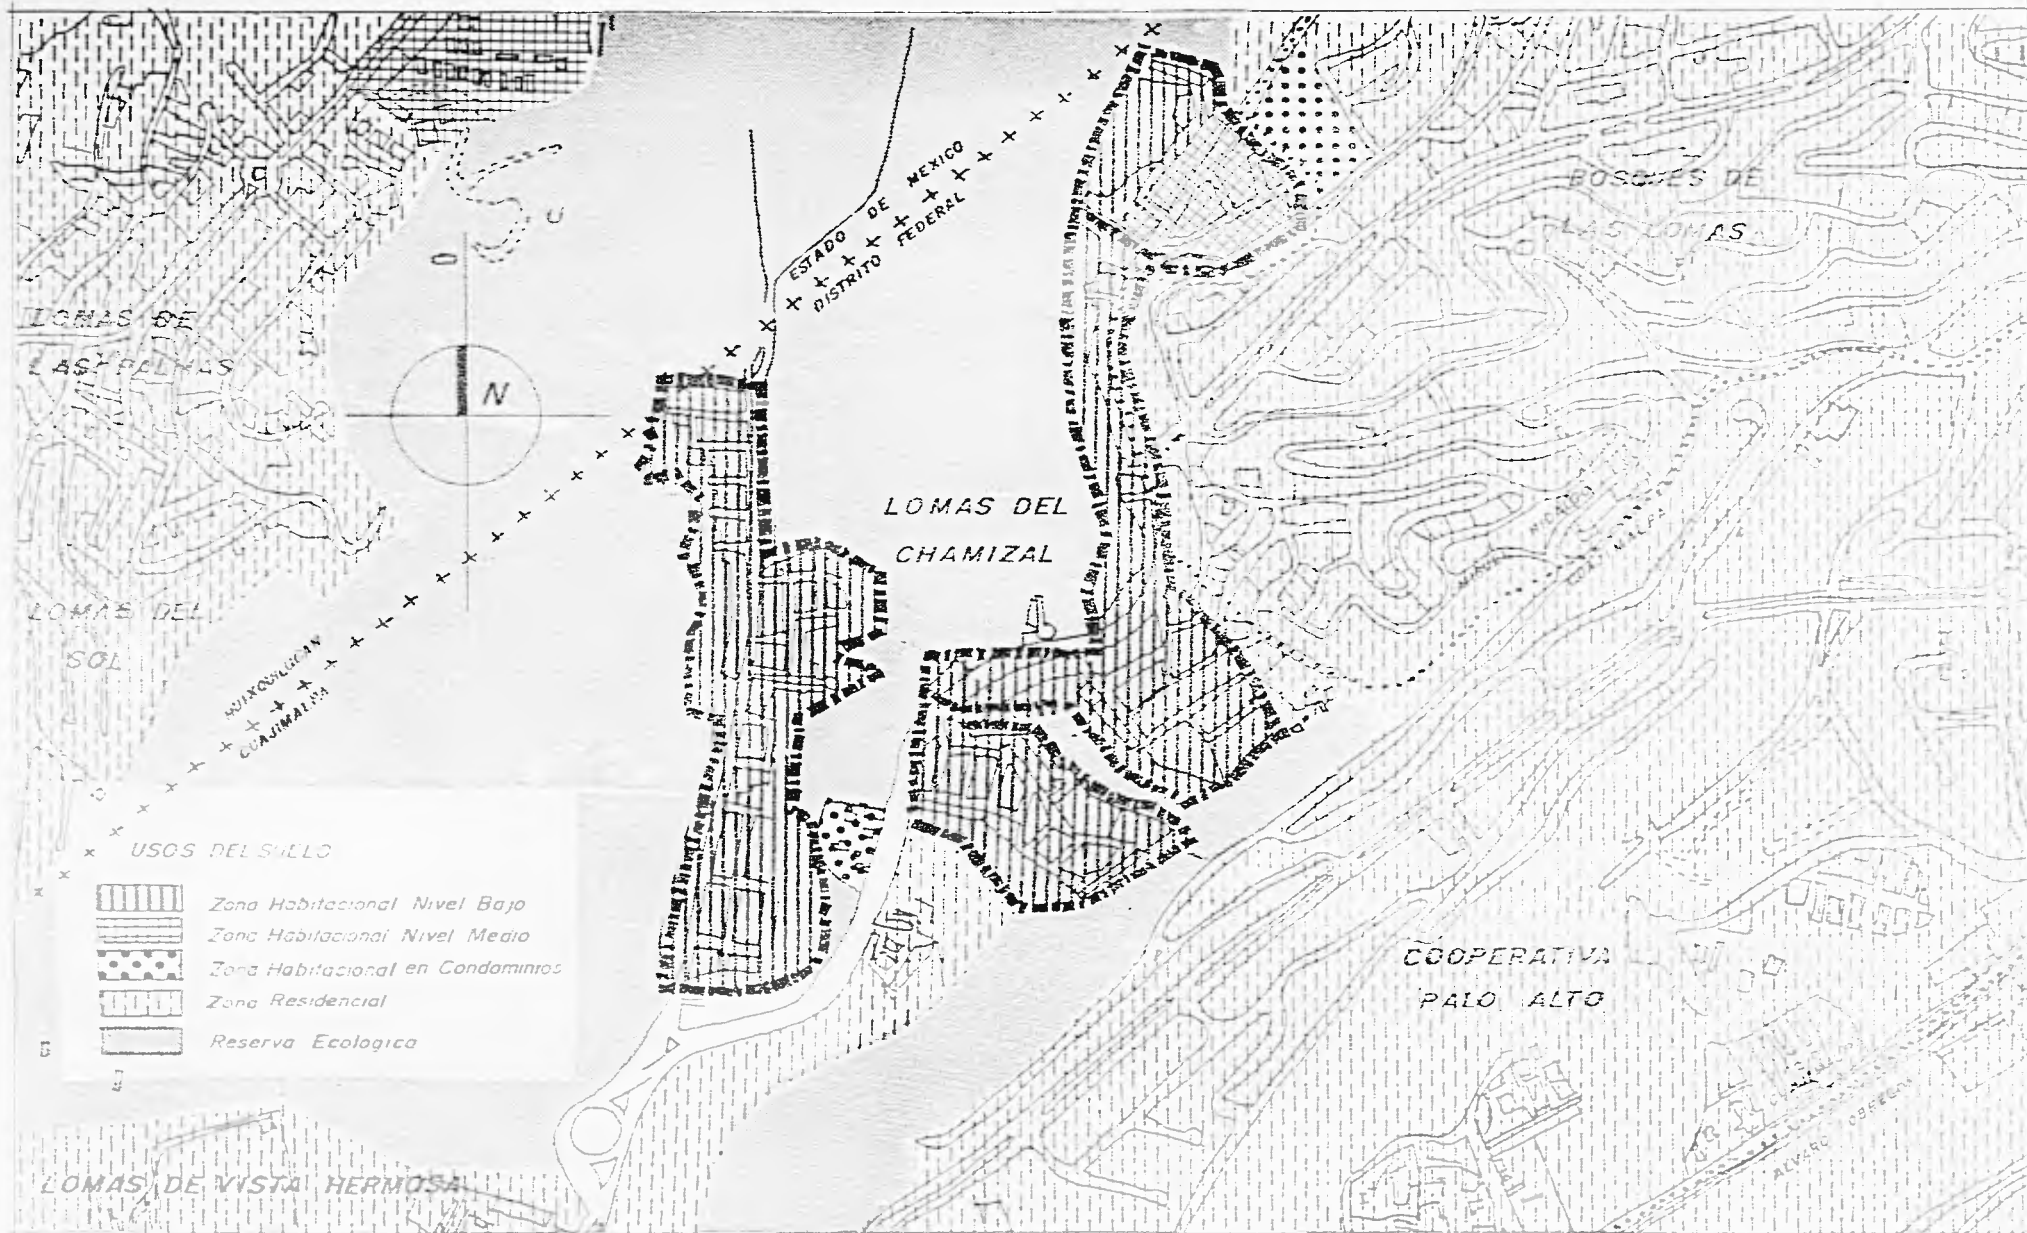 ESTADO DE MEXICO
DISTRITO FEDERAL
BOSQUES DE
LAS LOMAS
LOMAS DE
LAS PALMAS
N
LOMAS DEL
CHAMIZAL
LOMAS DEL
SOL
HUIXQUILUCAN
CUAJIMALPA
USOS DEL SUELO
Zona Habitacional Nivel Bajo
Zona Habitacional Nivel Medio
Zona Habitacional en Condominios
Zona Residencial
Reserva Ecologica
COOPERATIVA
PALO ALTO
CUAJIMALPA
ALVARO OBREGON
LOMAS DE VISTA HERMOSA